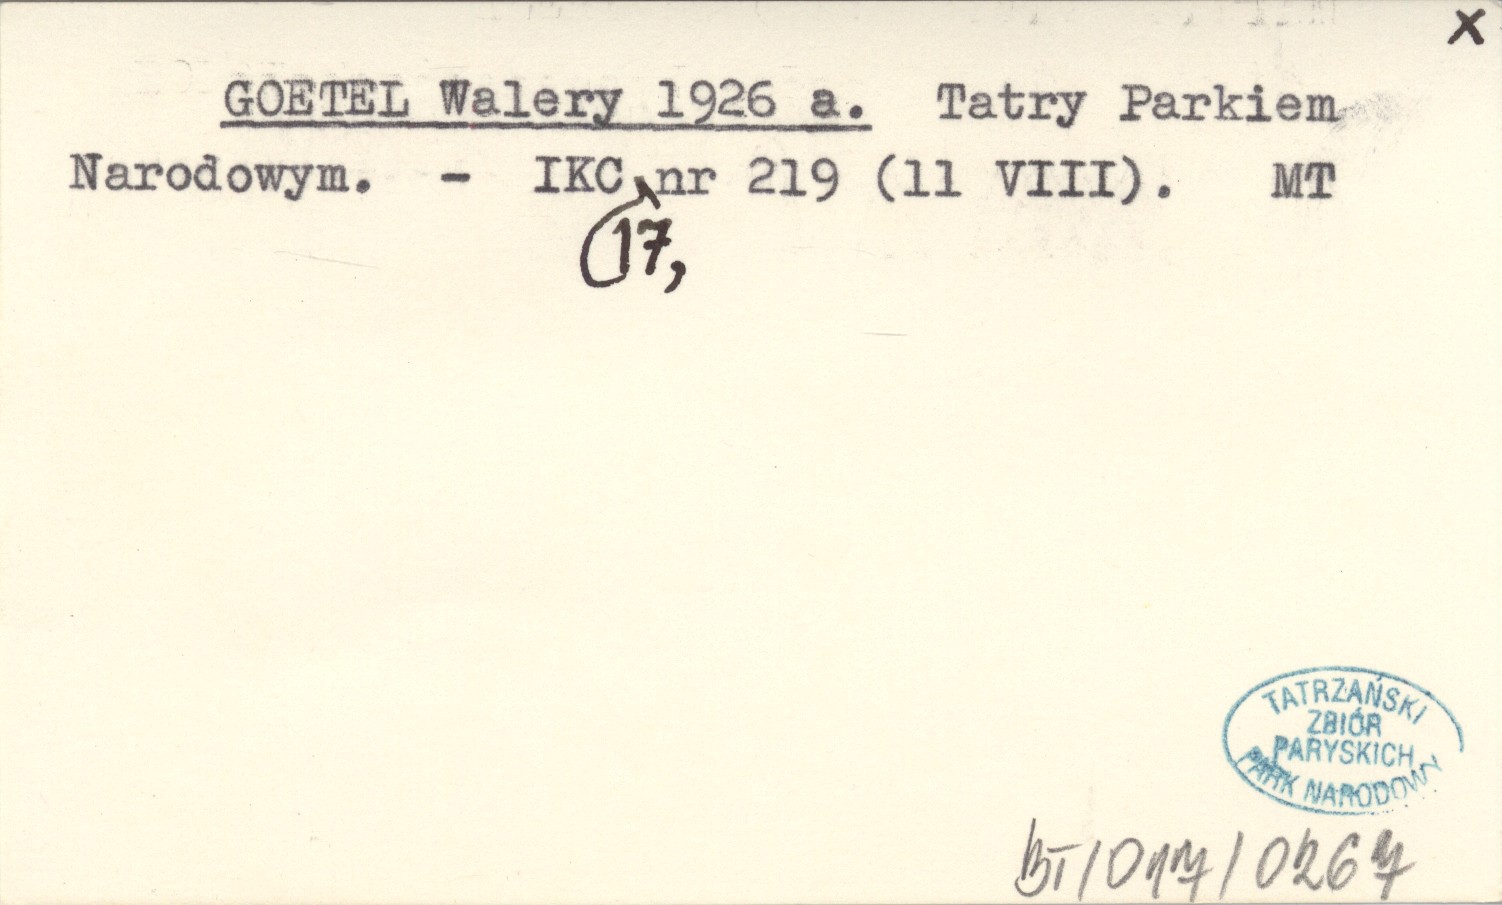 x
GOETEL Walery 1926 a. Tatry Parkiem
Narodowym. - IKC, nr 219 (11 VIII). MT
17,
TATRZAŃSKI
ZBIÓR
PARYSKICH
PARK NARODOWY
BT/017/0267